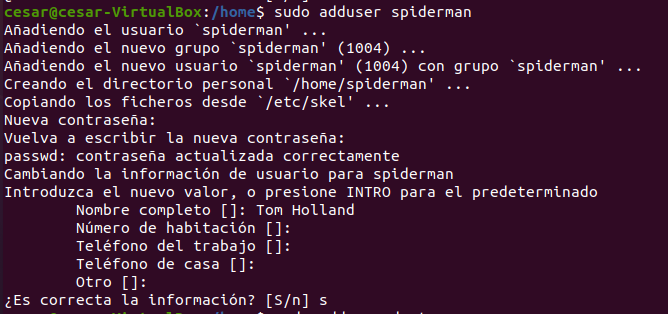 cesar@cesar-VirtualBox:/home$ sudo adduser spiderman
Añadiendo el usuario `spiderman' ...
Añadiendo el nuevo grupo `spiderman' (1004) ...
Añadiendo el nuevo usuario `spiderman' (1004) con grupo `spiderman' ...
Creando el directorio personal `/home/spiderman' ...
Copiando los ficheros desde `/etc/skel' ...
Nueva contraseña:
Vuelva a escribir la nueva contraseña:
passwd: contraseña actualizada correctamente
Cambiando la información de usuario para spiderman
Introduzca el nuevo valor, o presione INTRO para el predeterminado
Nombre completo []: Tom Holland
Número de habitación []:
Teléfono del trabajo []:
Teléfono de casa []:
Otro []:
¿Es correcta la información? [S/n] s